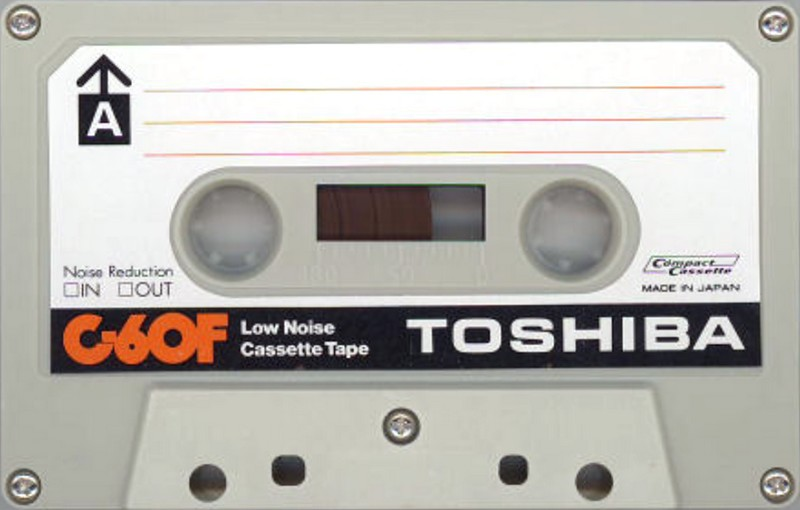 A
Noise Reduction
IN OUT
Compact
Cassette
MADE IN JAPAN
C-60F Low Noise
Cassette Tape
TOSHIBA